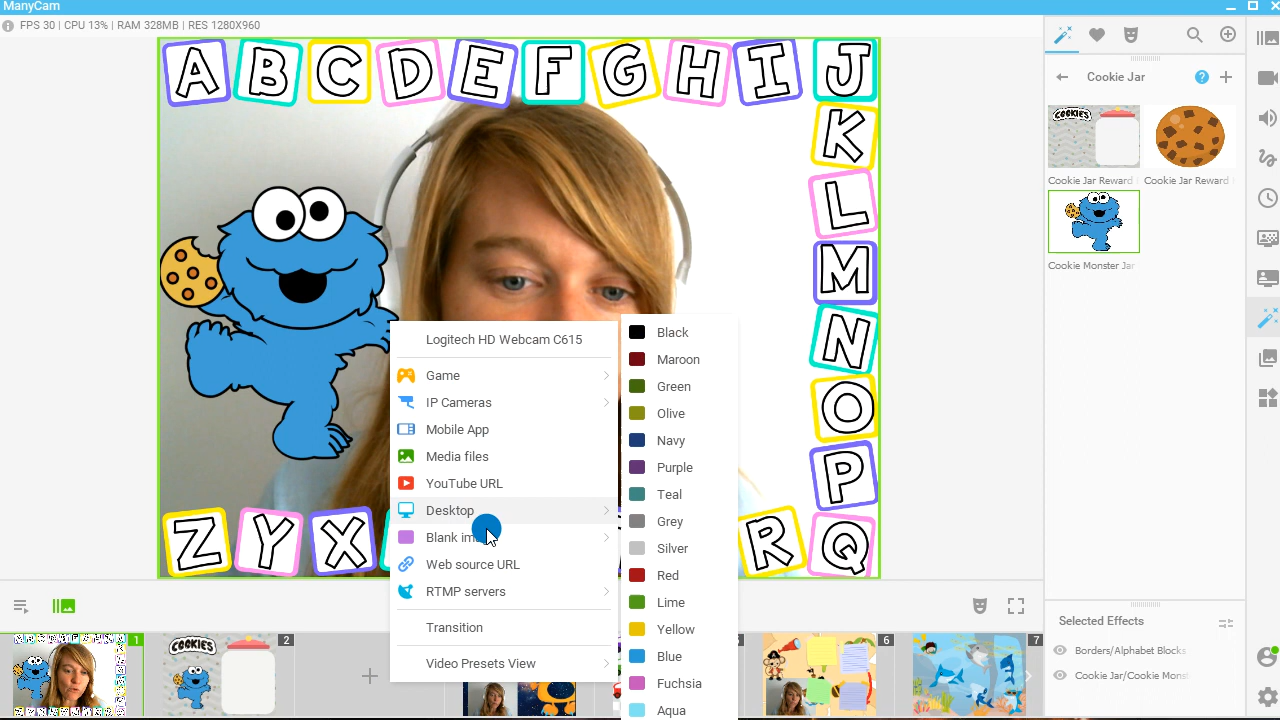 ManyCam
FPS 30 | CPU 13% | RAM 328MB | RES 1280X960
A B C D E F G H I J
K
L
M
N
O
P
Z Y X R Q
Logitech HD Webcam C615
Game
IP Cameras
Mobile App
Media files
YouTube URL
Desktop
Blank im
Web source URL
RTMP servers
Transition
Video Presets View
Black
Maroon
Green
Olive
Navy
Purple
Teal
Grey
Silver
Red
Lime
Yellow
Blue
Fuchsia
Aqua
Cookie Jar
?
COOKIES
Cookie Jar Reward
Cookie Jar Reward
Cookie Monster Jar
Selected Effects
Borders/Alphabet Blocks
Cookie Jar/Cookie Monst
1
COOKIES
2
6
7